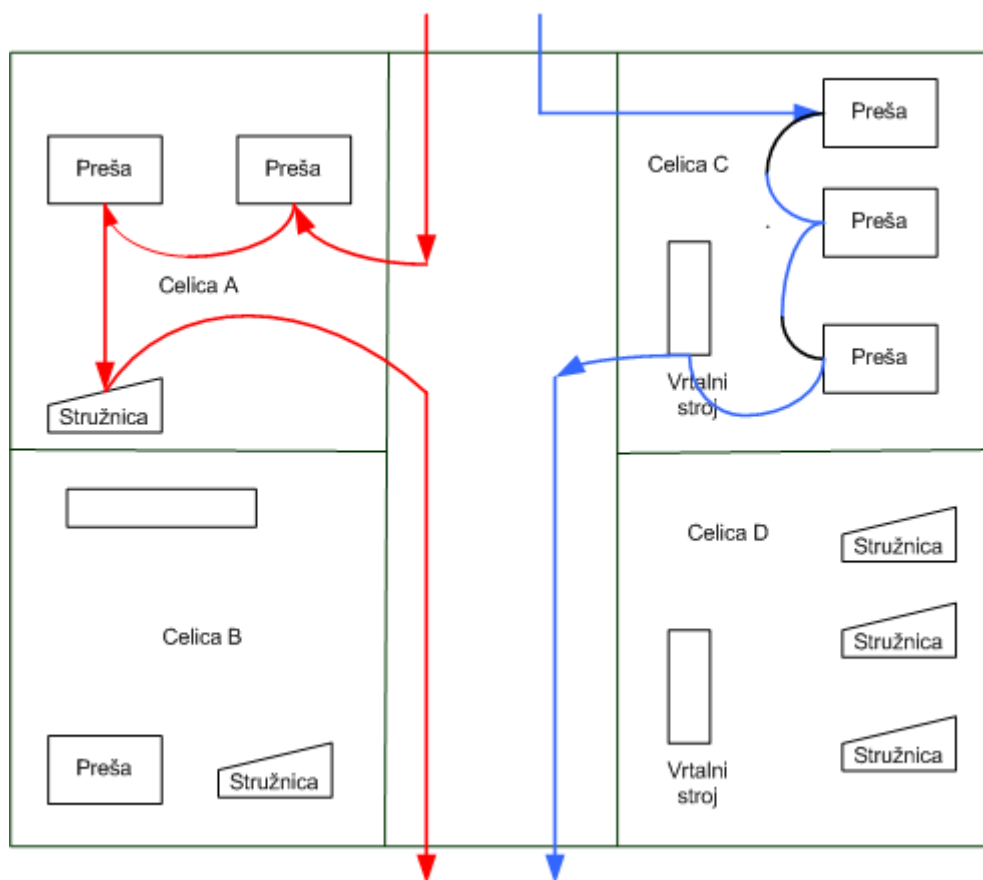 Preša
Preša
Celica A
Stružnica
Preša
Celica C
Preša
Preša
Vrtalni
stroj
Celica B
Preša
Stružnica
Celica D
Stružnica
Stružnica
Stružnica
Vrtalni
stroj